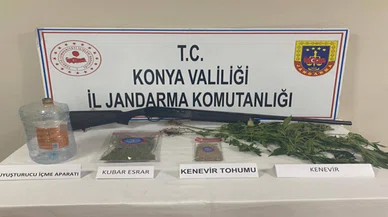 T.C.
KONYA VALİLİĞİ
İL JANDARMA KOMUTANLIĞI
UYUŞTURUCU İÇME APARATI
KUBAR ESRAR
KENEVİR TOHUMU
KENEVİR